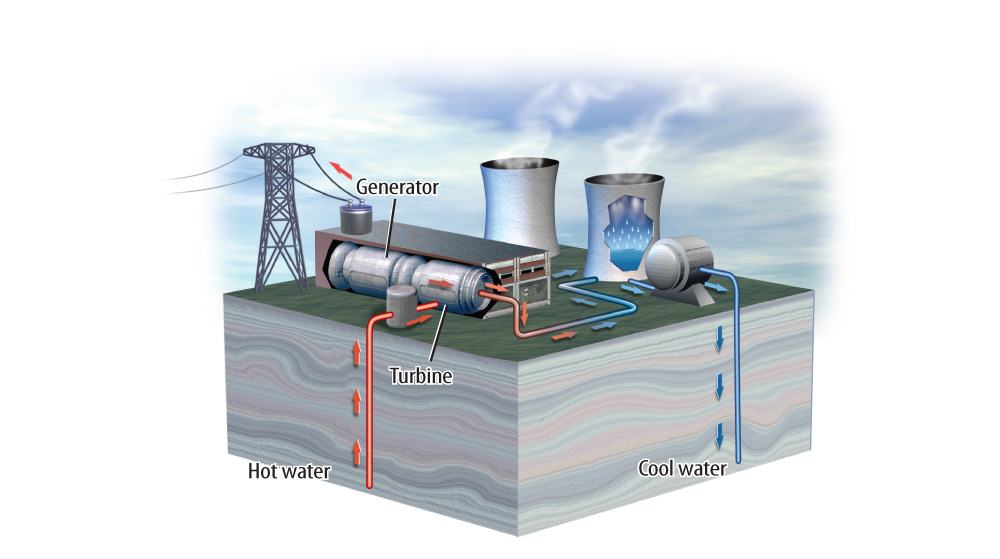 Generator
Turbine
Hot water
Cool water